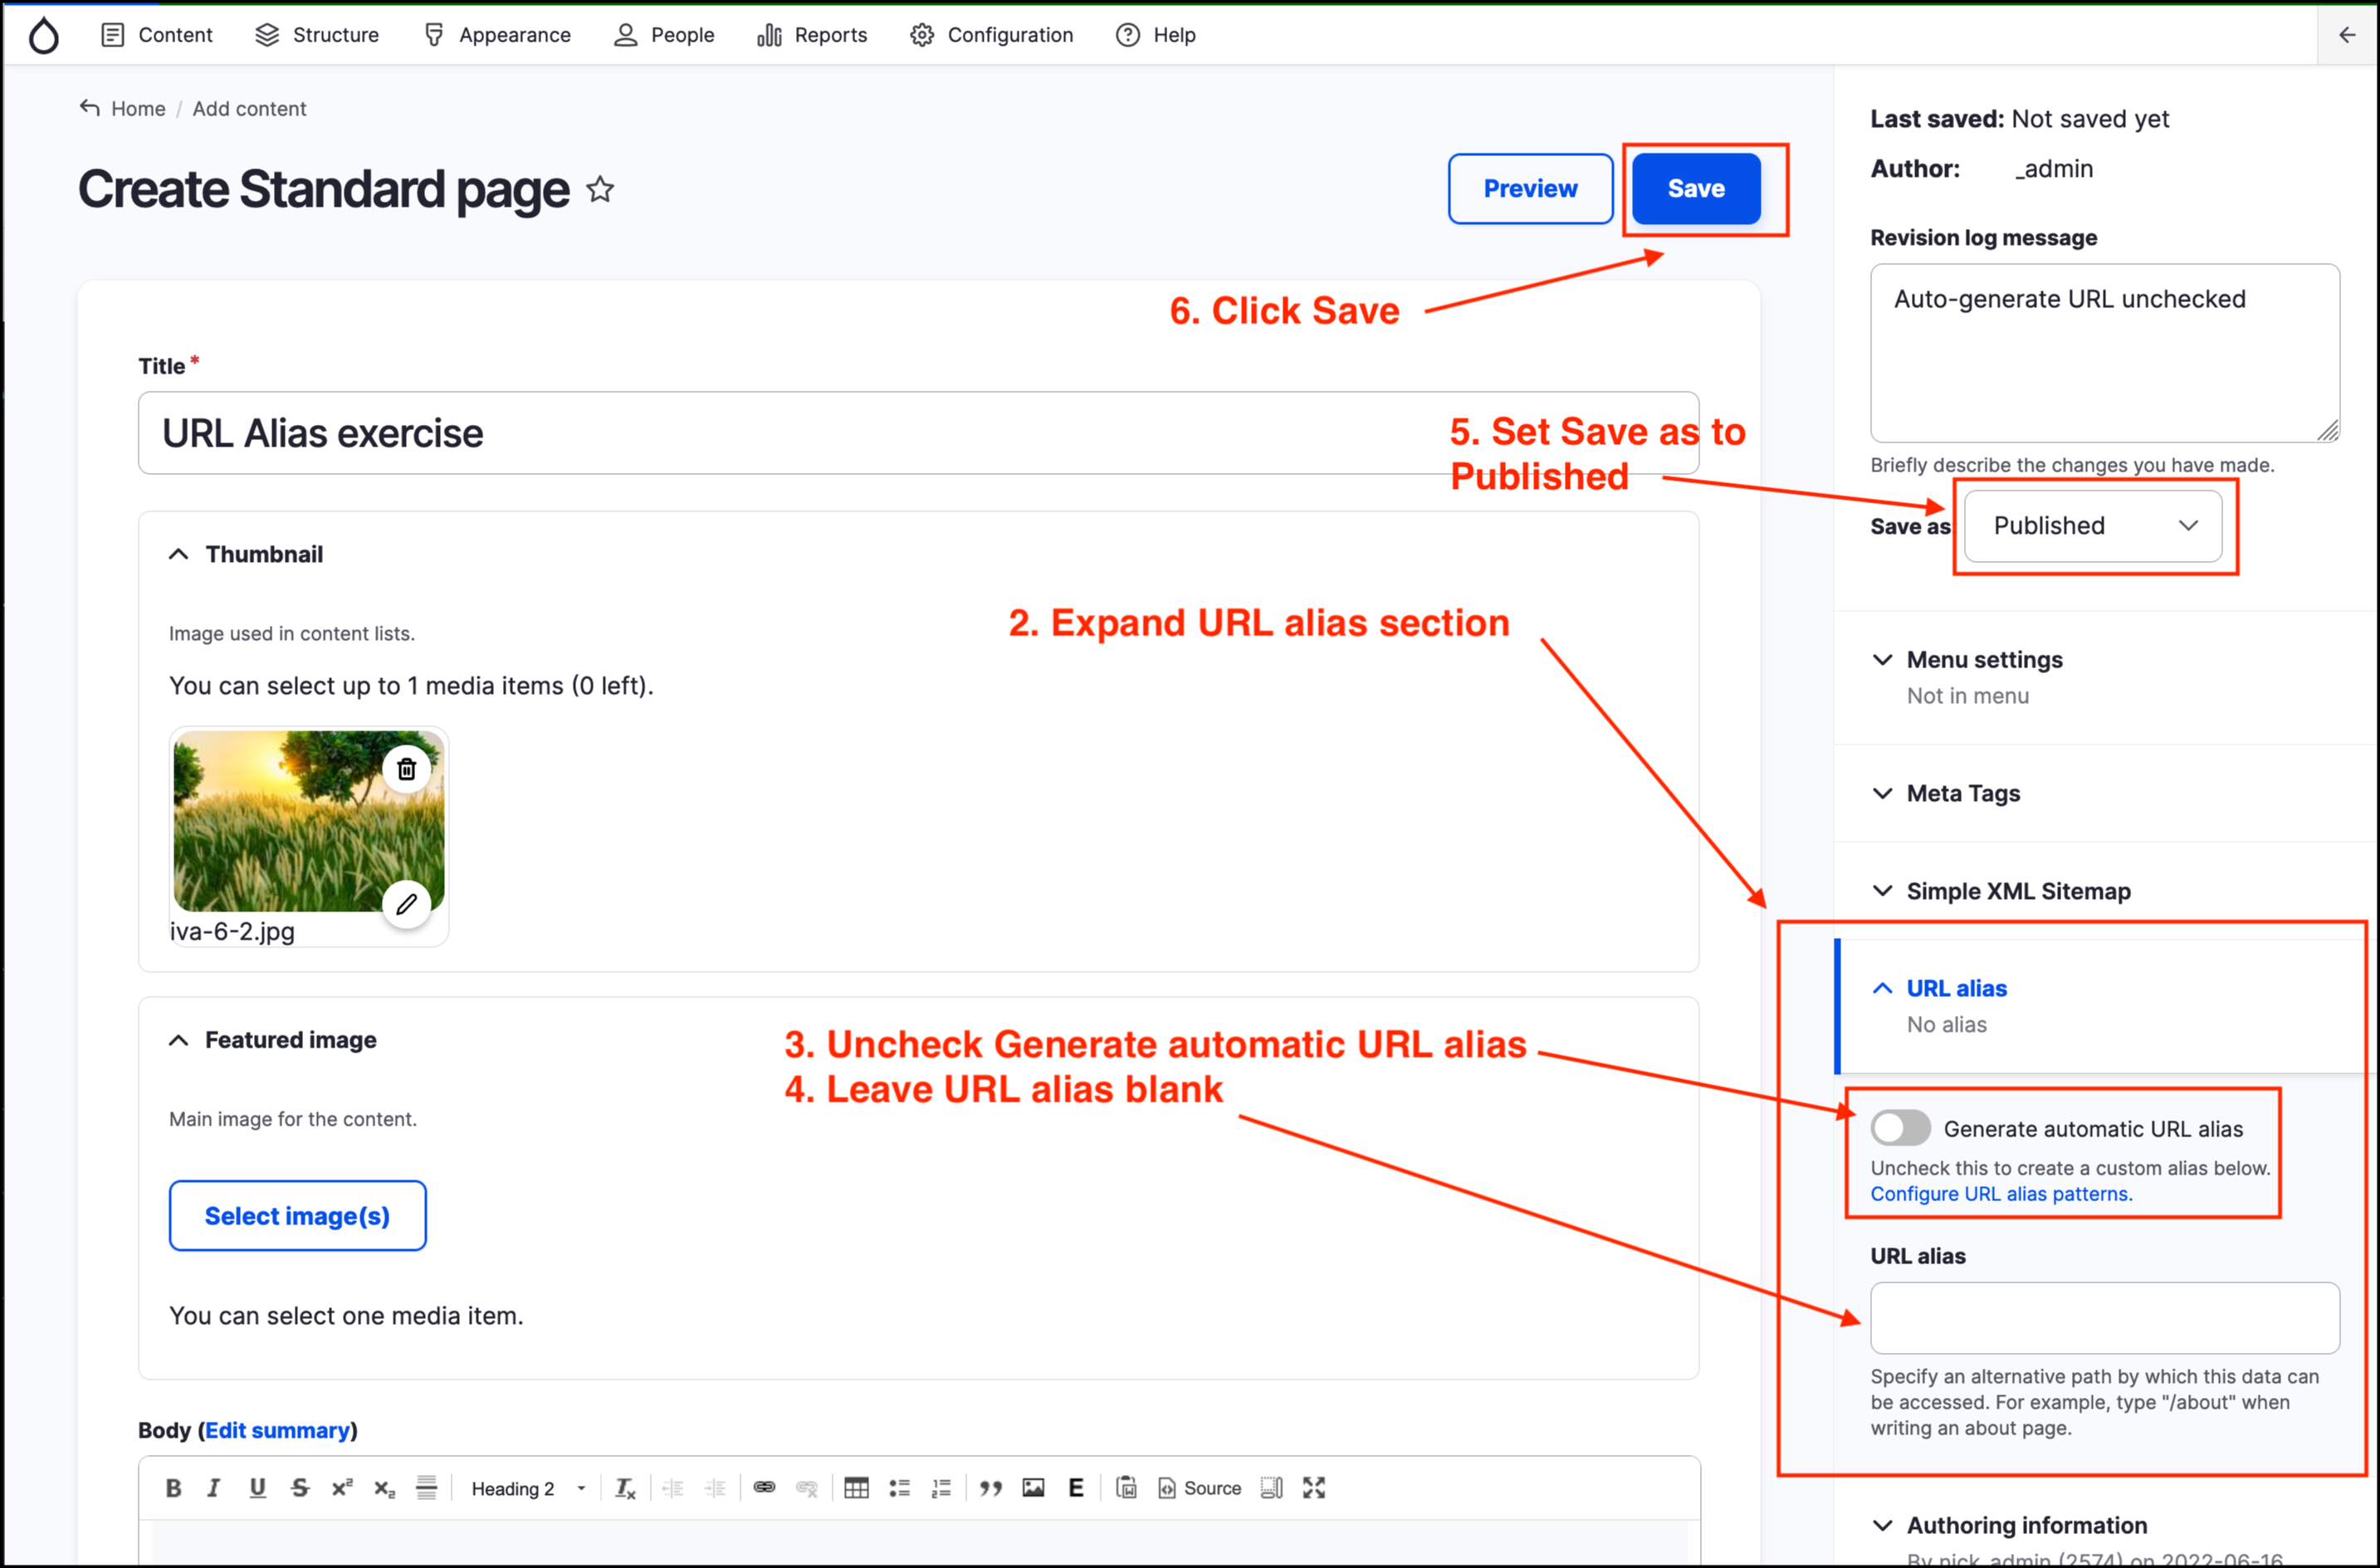 Content
Structure
Appearance
People
Reports
Configuration
Help
Home / Add content
Create Standard page
Preview
Save
6. Click Save
Title *
URL Alias exercise
5. Set Save as to
Published
Thumbnail
Image used in content lists.
You can select up to 1 media items (0 left).
iva-6-2.jpg
2. Expand URL alias section
Featured image
Main image for the content.
3. Uncheck Generate automatic URL alias
4. Leave URL alias blank
Select image(s)
You can select one media item.
Body (Edit summary)
B I U S x² x₂ Heading 2 Tx E Source
Last saved: Not saved yet
Author: _admin
Revision log message
Auto-generate URL unchecked
Briefly describe the changes you have made.
Save as
Published
Menu settings
Not in menu
Meta Tags
Simple XML Sitemap
URL alias
No alias
Generate automatic URL alias
Uncheck this to create a custom alias below.
Configure URL alias patterns.
URL alias
Specify an alternative path by which this data can
be accessed. For example, type "/about" when
writing an about page.
Authoring information
By nick_admin (2574) on 2022-06-16